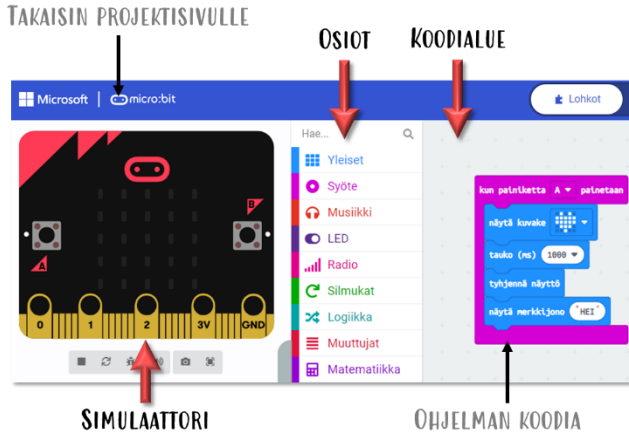 Takaisin projektisivulle
Osiot
Koodialue
Microsoft | micro:bit
Lohkot
Hae...
Yleiset
Syöte
Musiikki
LED
Radio
Silmukat
Logiikka
Muuttujat
Matematiikka
B
A
0 1 2 3V GND
kun painiketta A painetaan
näytä kuvake
tauko (ms) 1000
tyhjennä näyttö
näytä merkkijono "HEI"
Simulaattori
Ohjelman koodia